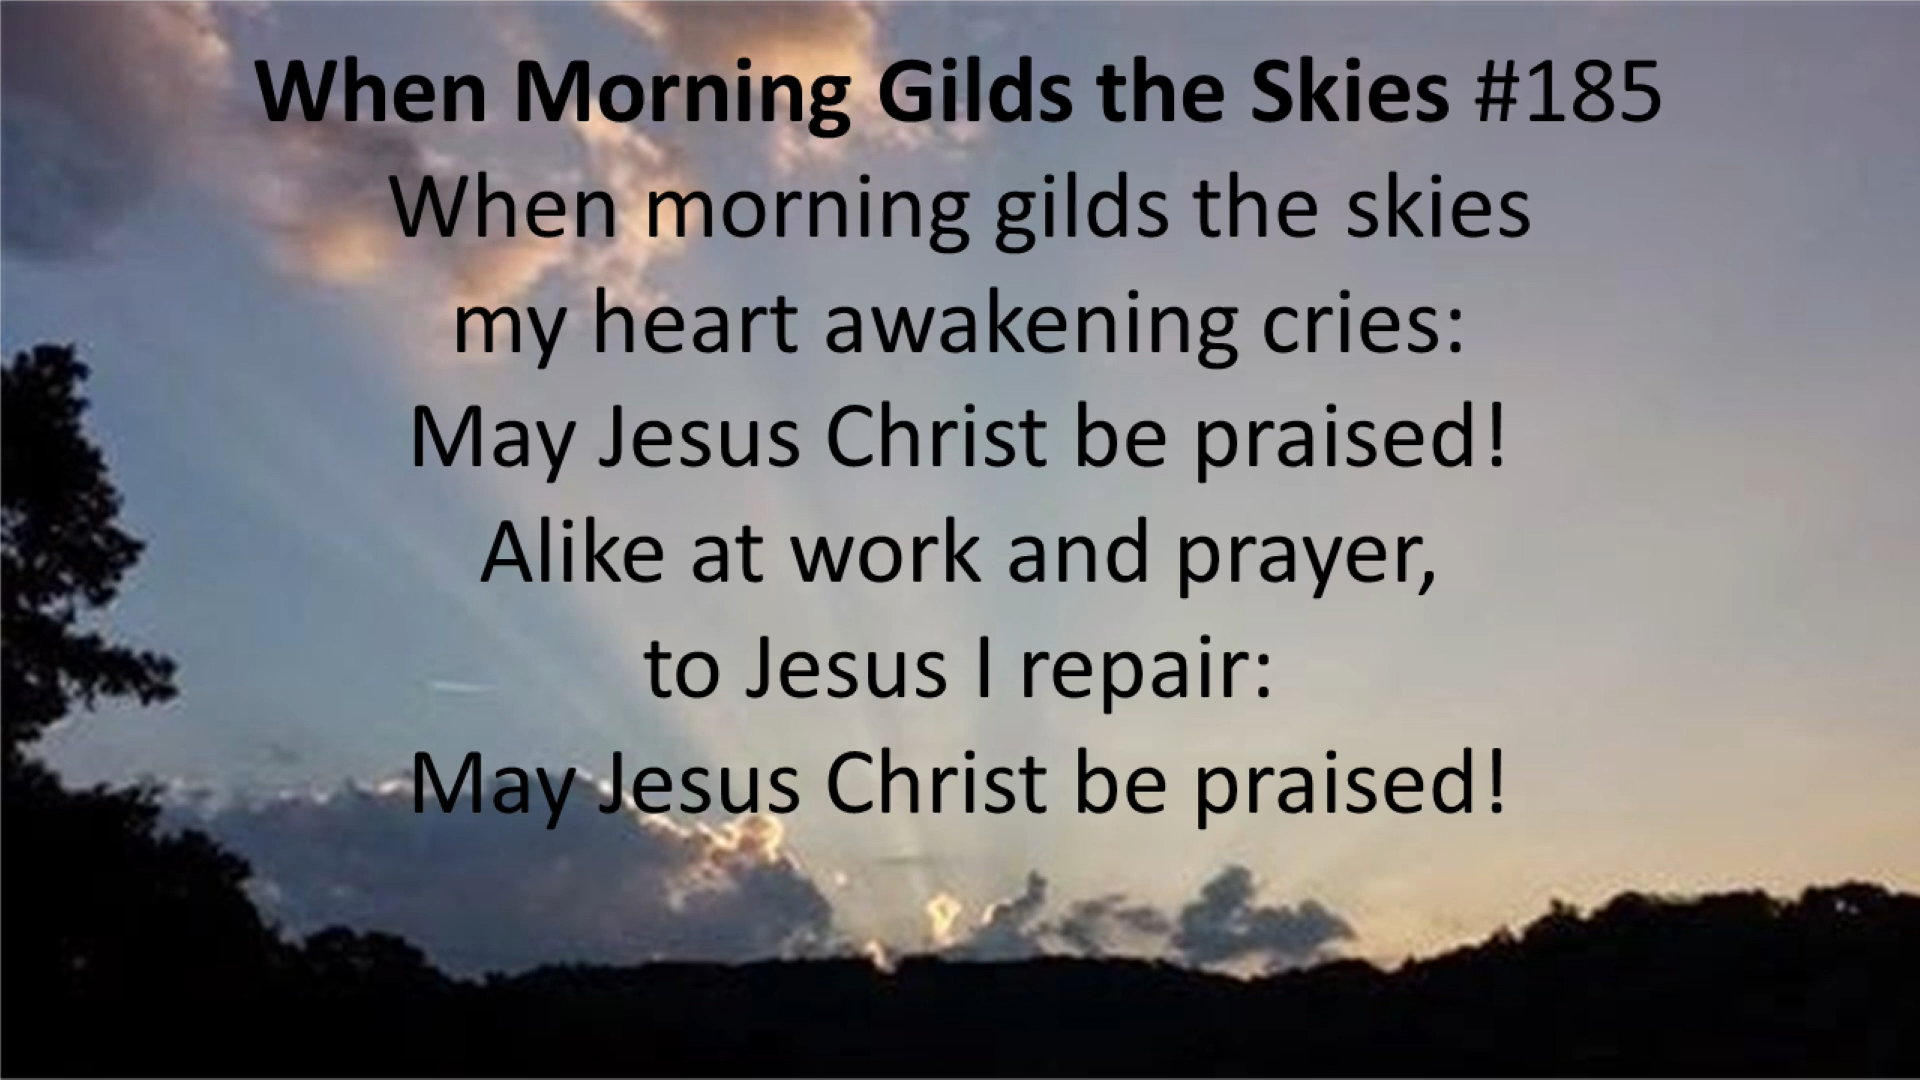 When Morning Gilds the Skies #185
When morning gilds the skies
my heart awakening cries:
May Jesus Christ be praised!
Alike at work and prayer,
to Jesus I repair:
May Jesus Christ be praised!